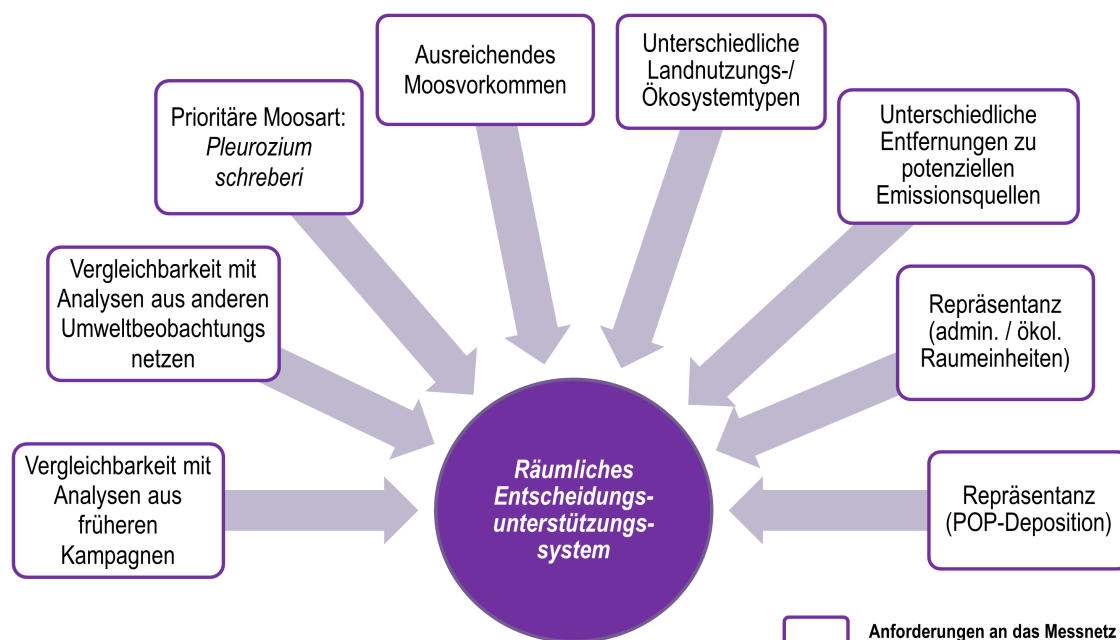 Ausreichendes
Moosvorkommen
Unterschiedliche
Landnutzungs-/
Ökosystemtypen
Prioritäre Moosart:
Pleurozium
schreberi
Unterschiedliche
Entfernungen zu
potenziellen
Emissionsquellen
Vergleichbarkeit mit
Analysen aus anderen
Umweltbeobachtungs
netzen
Repräsentanz
(admin. / ökol.
Raumeinheiten)
Vergleichbarkeit mit
Analysen aus
früheren
Kampagnen
Räumliches
Entscheidungs-
unterstützungs-
system
Repräsentanz
(POP-Deposition)
Anforderungen an das Messnetz